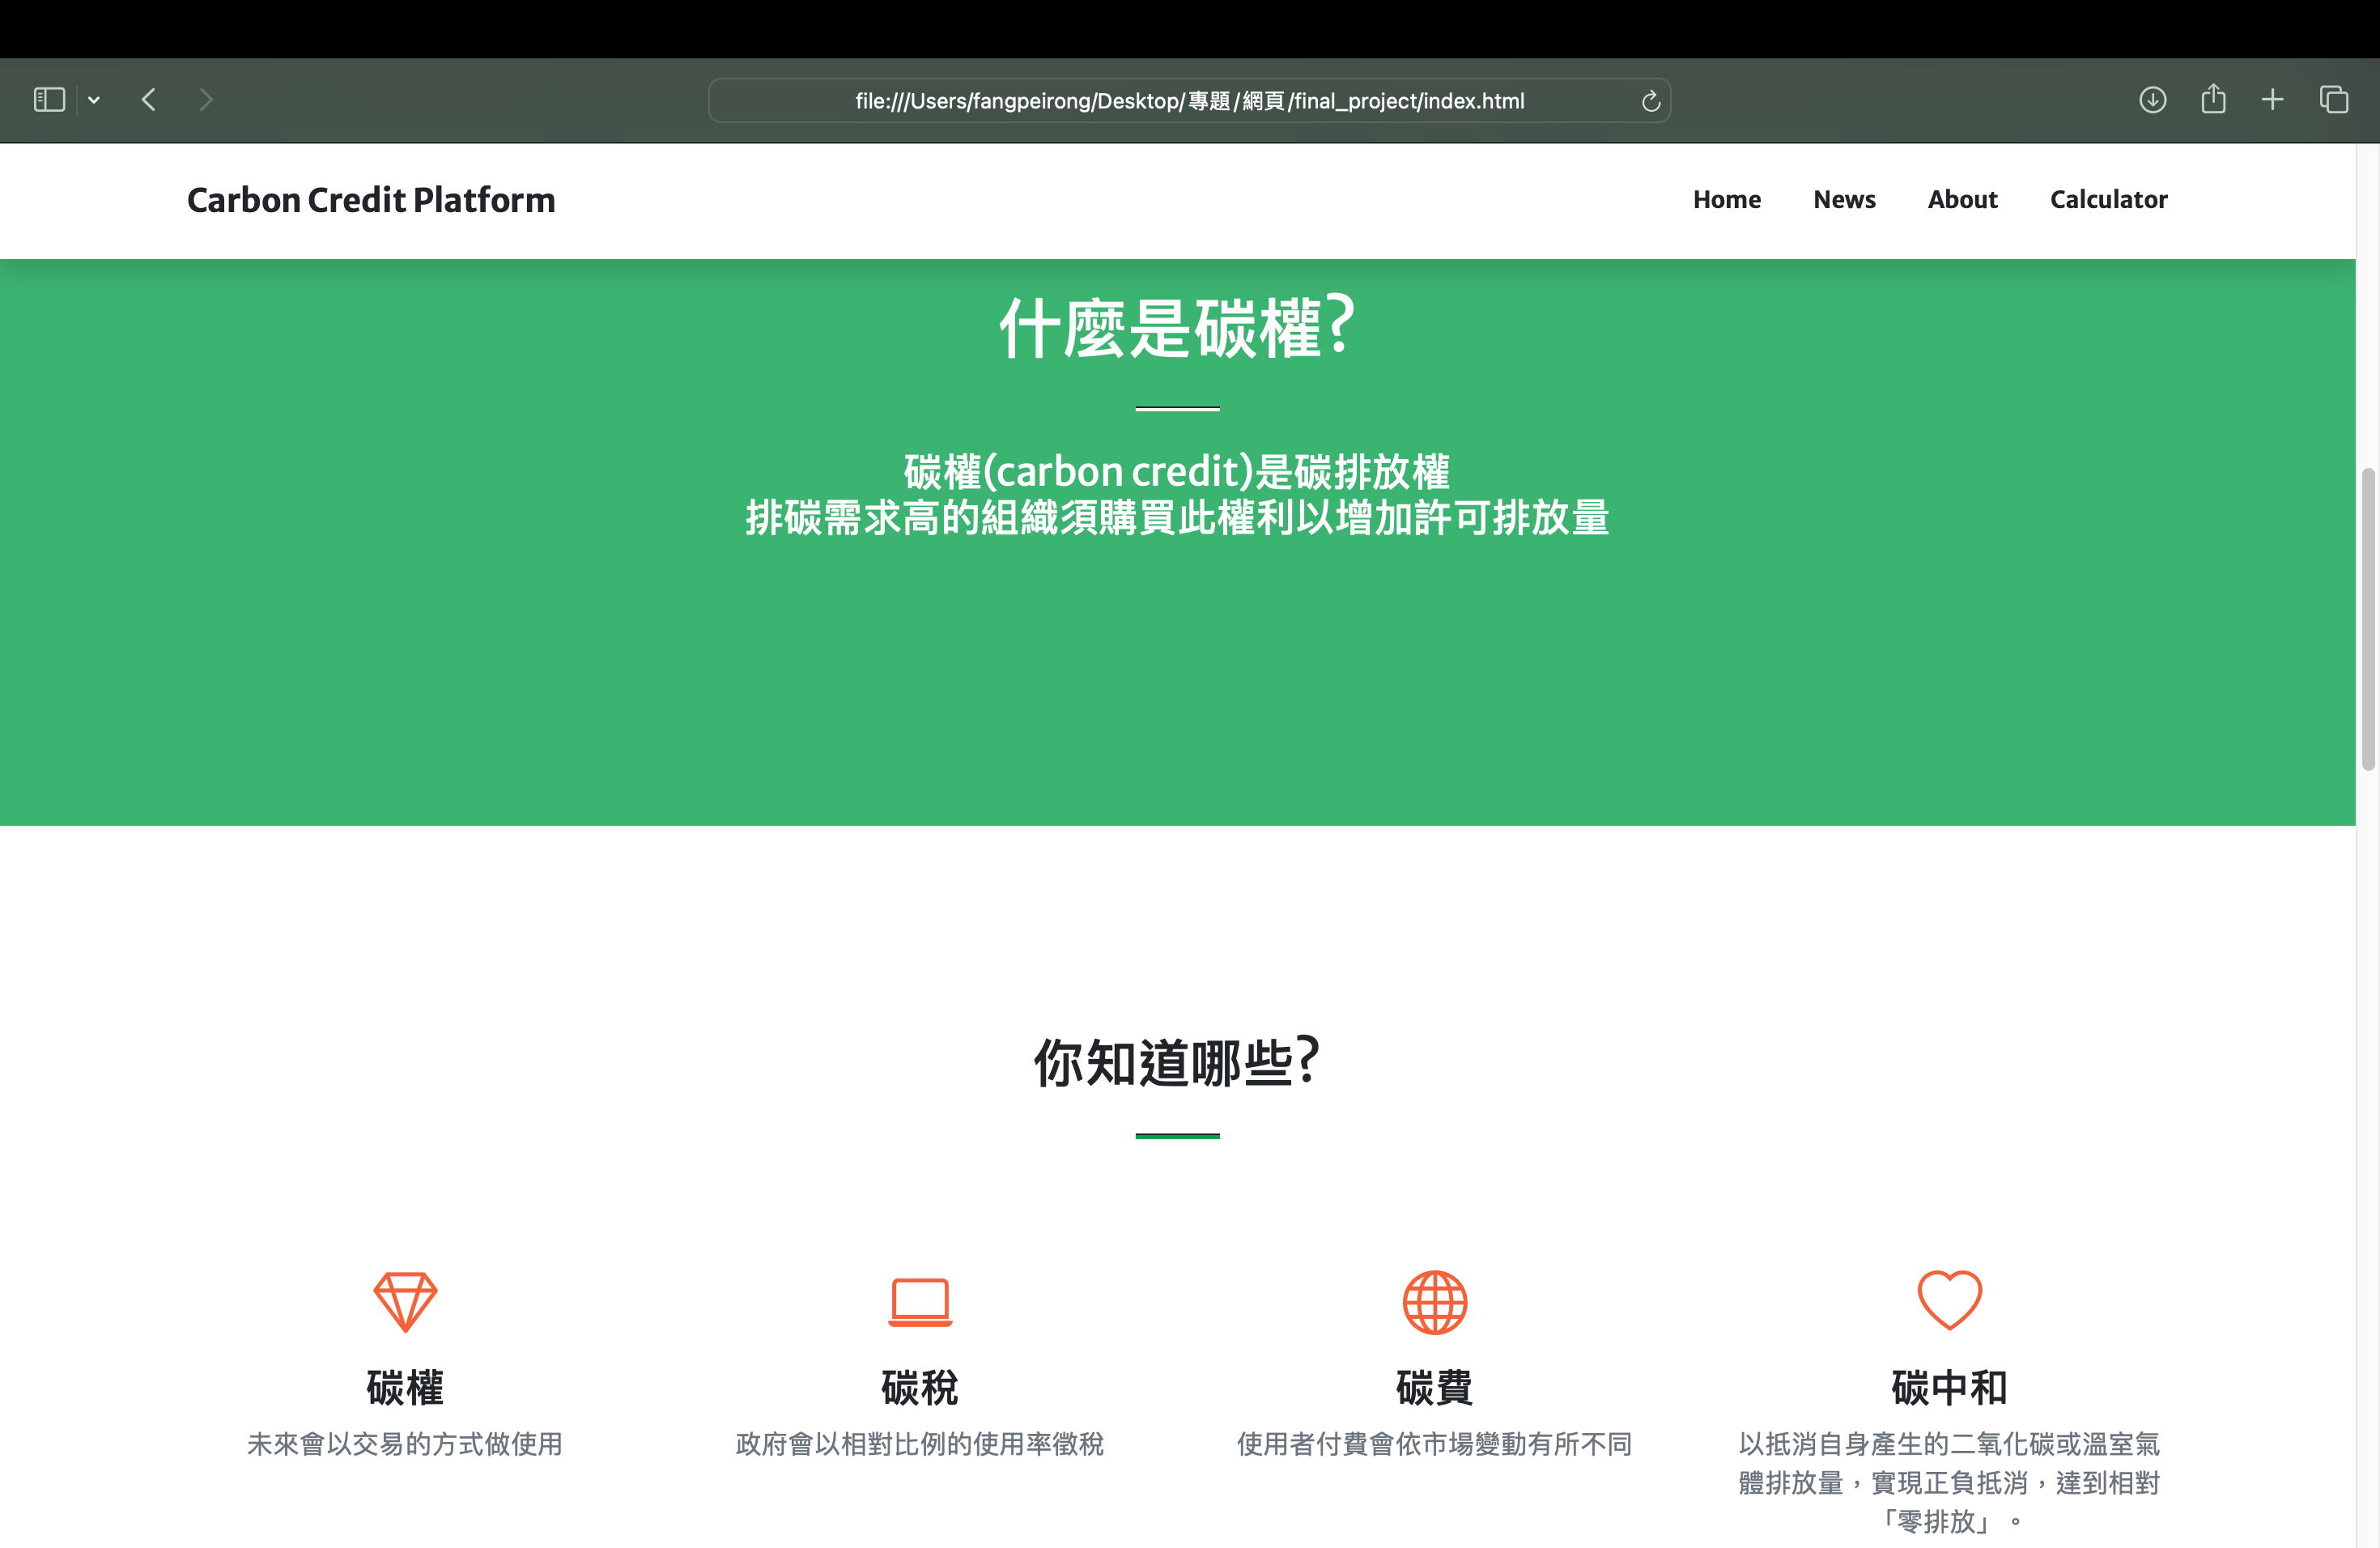 file:///Users/fangpeirong/Desktop/專題/網頁/final_project/index.html
Carbon Credit Platform
Home News About Calculator
什麼是碳權?
碳權(carbon credit)是碳排放權
排碳需求高的組織須購買此權利以增加許可排放量
你知道哪些?
碳權
未來會以交易的方式做使用
碳稅
政府會以相對比例的使用率徵稅
碳費
使用者付費會依市場變動有所不同
碳中和
以抵消自身產生的二氧化碳或溫室氣
體排放量，實現正負抵消，達到相對
「零排放」。